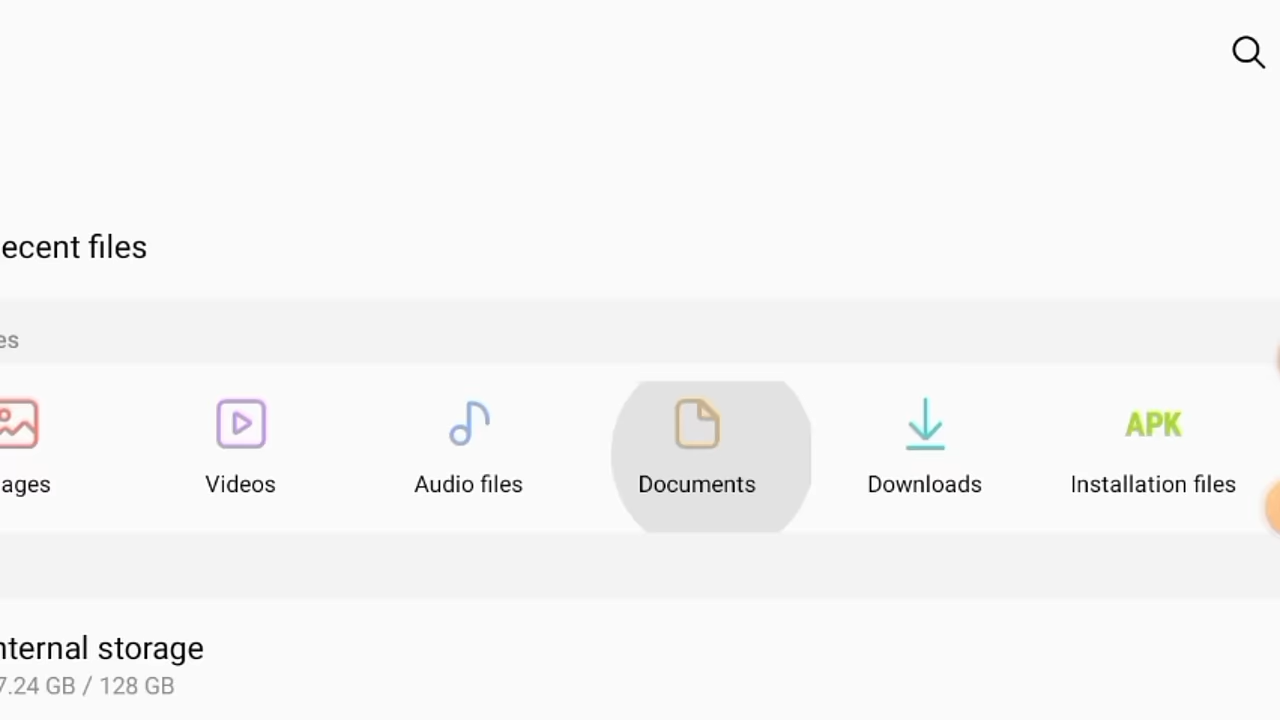 ecent files
es
ages
Videos
Audio files
Documents
Downloads
APK
Installation files
nternal storage
7.24 GB / 128 GB